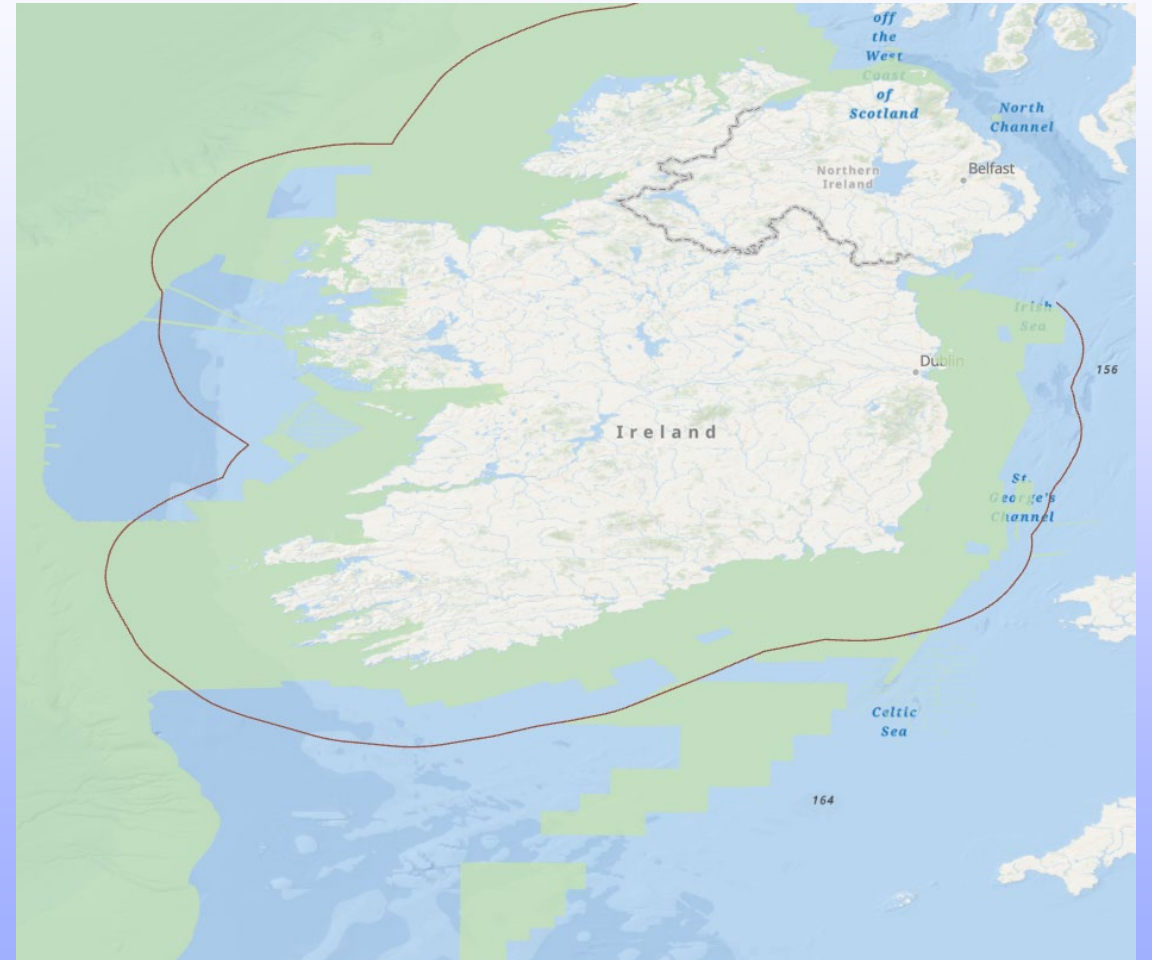 off
the
West
Coast
of
Scotland
North
Channel
Northern
Ireland
Belfast
Irish
Sea
Dublin
156
Ireland
St.
George's
Channel
Celtic
Sea
164